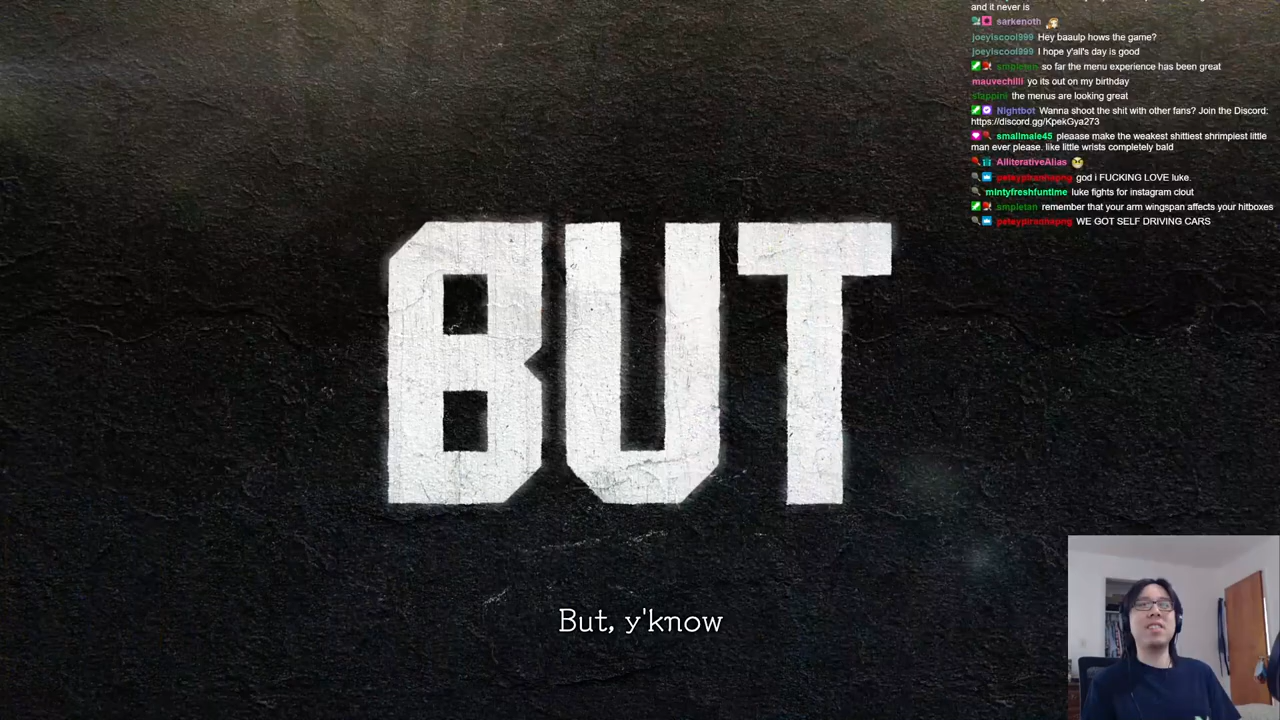 and it never is
sarkenoth
joeyiscool999 Hey baaulp hows the game?
joeyiscool999 I hope y'all's day is good
smpletan so far the menu experience has been great
mauvechilli yo its out on my birthday
the menus are looking great
Nightbot Wanna shoot the shit with other fans? Join the Discord:
https://discord.gg/KpekGya273
smallmale45 pleaase make the weakest shittiest shrimpiest little
man ever please. like little wrists completely bald
AlliterativeAlias
god i FUCKING LOVE luke.
mintyfreshfuntime luke fights for instagram clout
smpletan remember that your arm wingspan affects your hitboxes
WE GOT SELF DRIVING CARS
BUT
But, y'know